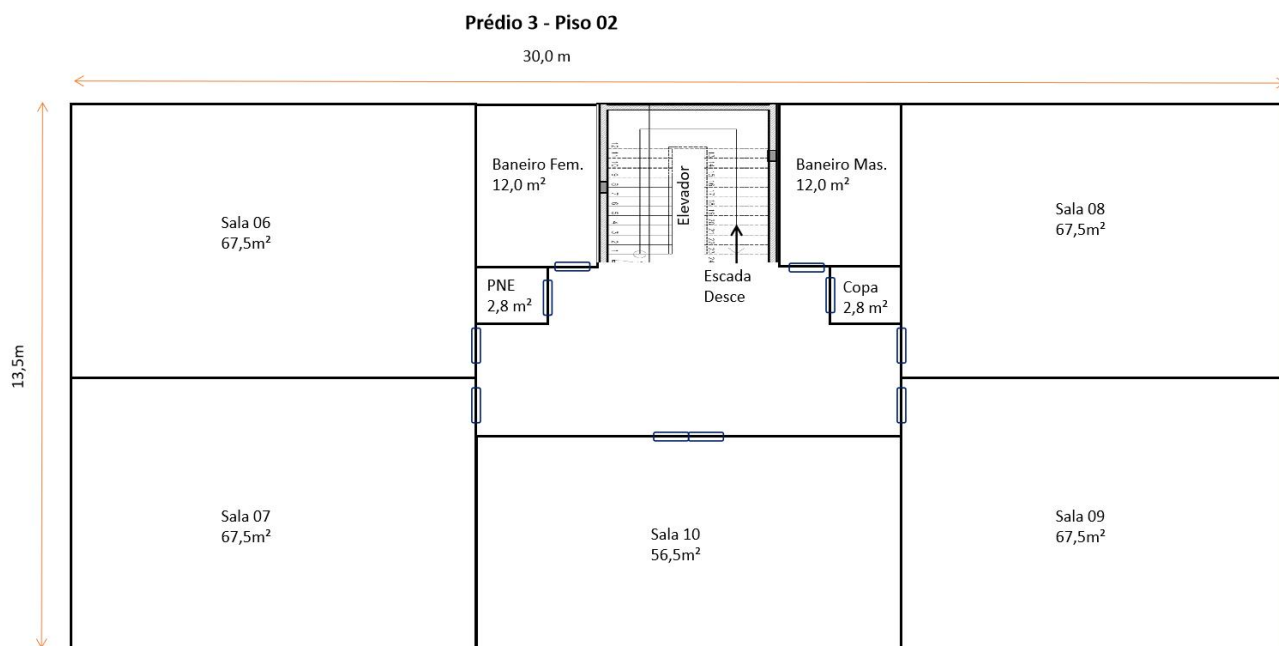 Prédio 3 - Piso 02
30,0 m
13,5m
Baneiro Fem.
12,0 m²
Elevador
Baneiro Mas.
12,0 m²
Sala 06
67,5m²
Sala 08
67,5m²
PNE
2,8 m²
Escada
Desce
Copa
2,8 m²
Sala 07
67,5m²
Sala 10
56,5m²
Sala 09
67,5m²